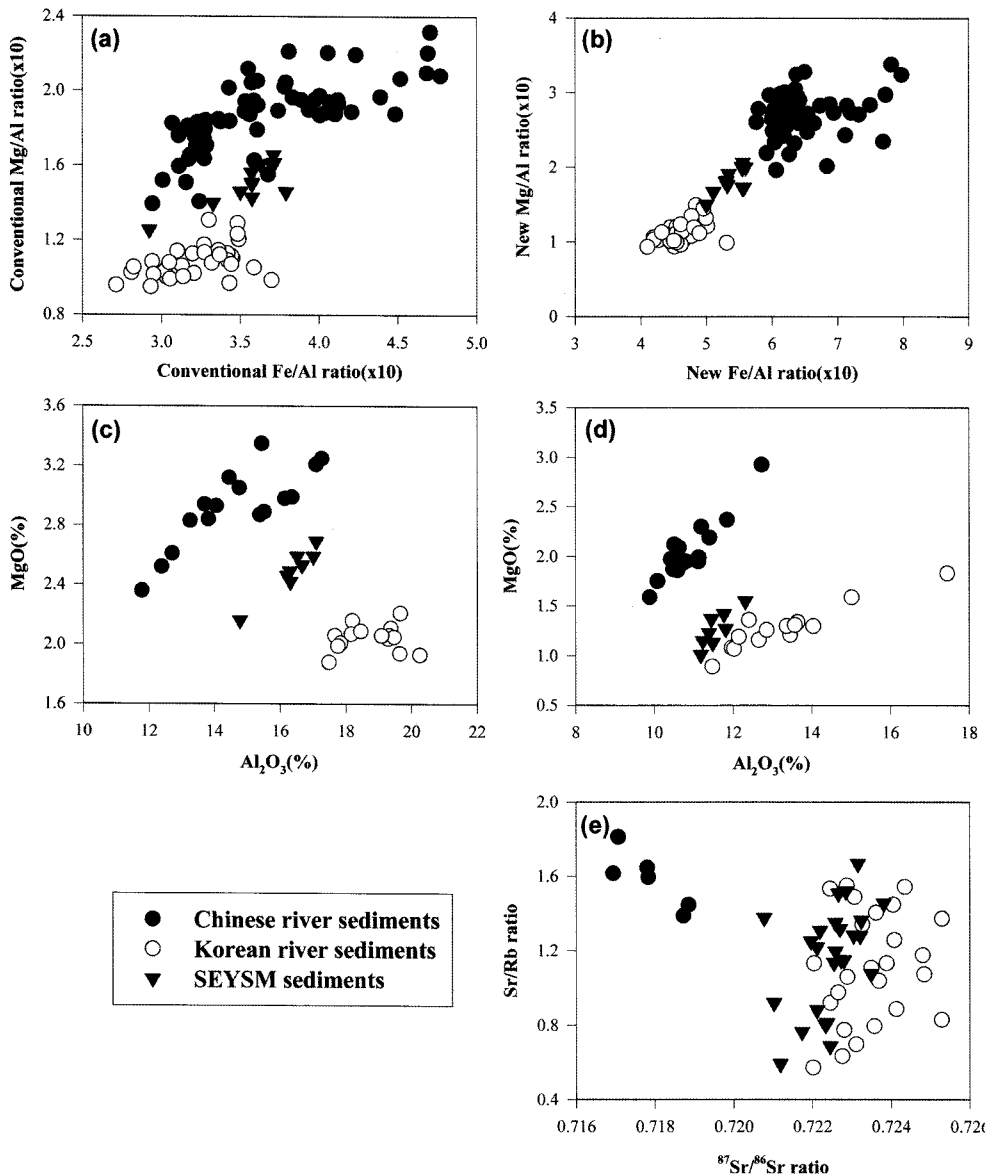 (a)
Conventional Mg/Al ratio(x10)
2.4
2.0
1.6
1.2
0.8
2.5 3.0 3.5 4.0 4.5 5.0
Conventional Fe/Al ratio(x10)
(b)
New Mg/Al ratio(x10)
4
3
2
1
0
3 4 5 6 7 8 9
New Fe/Al ratio(x10)
(c)
MgO(%)
3.6
3.2
2.8
2.4
2.0
1.6
10 12 14 16 18 20 22
Al₂O₃(%)
(d)
MgO(%)
3.5
3.0
2.5
2.0
1.5
1.0
0.5
8 10 12 14 16 18
Al₂O₃(%)
Chinese river sediments
Korean river sediments
SEYSM sediments
(e)
Sr/Rb ratio
2.0
1.6
1.2
0.8
0.4
0.716 0.718 0.720 0.722 0.724 0.726
⁸⁷Sr/⁸⁶Sr ratio